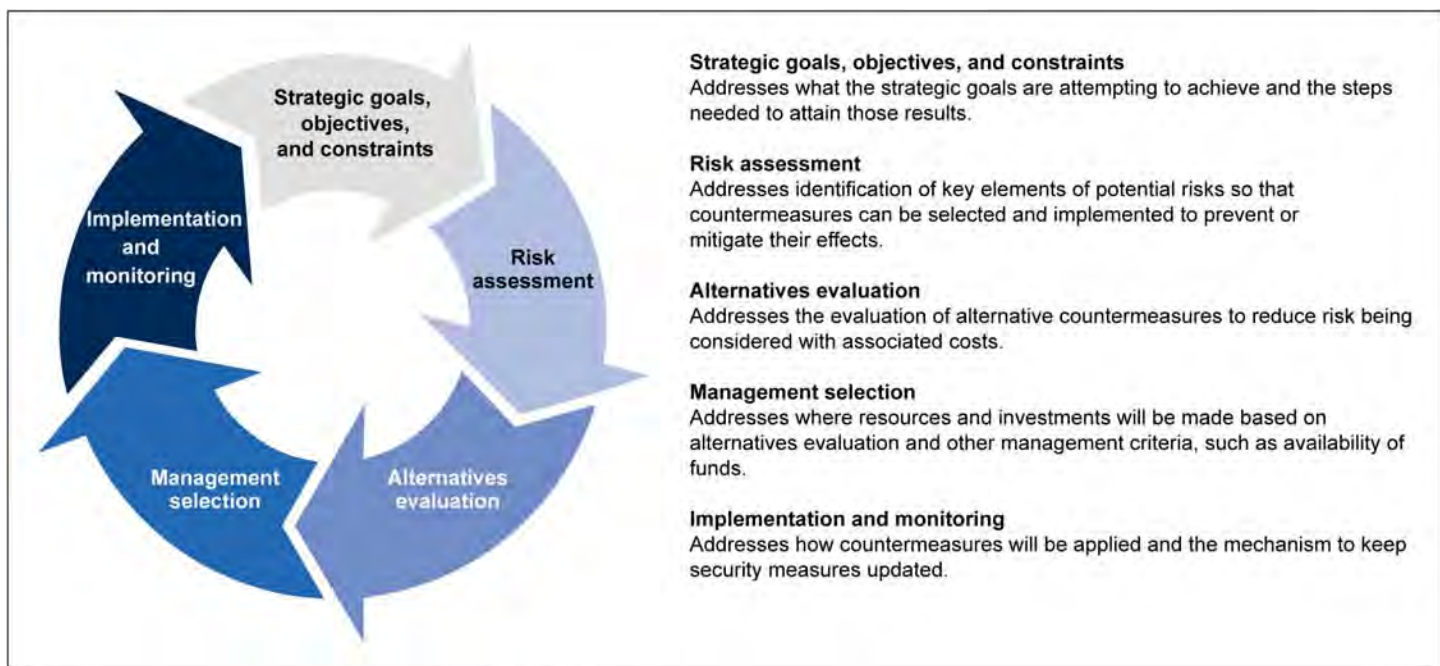 Strategic goals,
objectives,
and constraints
Risk
assessment
Alternatives
evaluation
Management
selection
Implementation
and
monitoring
Strategic goals, objectives, and constraints
Addresses what the strategic goals are attempting to achieve and the steps
needed to attain those results.
Risk assessment
Addresses identification of key elements of potential risks so that
countermeasures can be selected and implemented to prevent or
mitigate their effects.
Alternatives evaluation
Addresses the evaluation of alternative countermeasures to reduce risk being
considered with associated costs.
Management selection
Addresses where resources and investments will be made based on
alternatives evaluation and other management criteria, such as availability of
funds.
Implementation and monitoring
Addresses how countermeasures will be applied and the mechanism to keep
security measures updated.